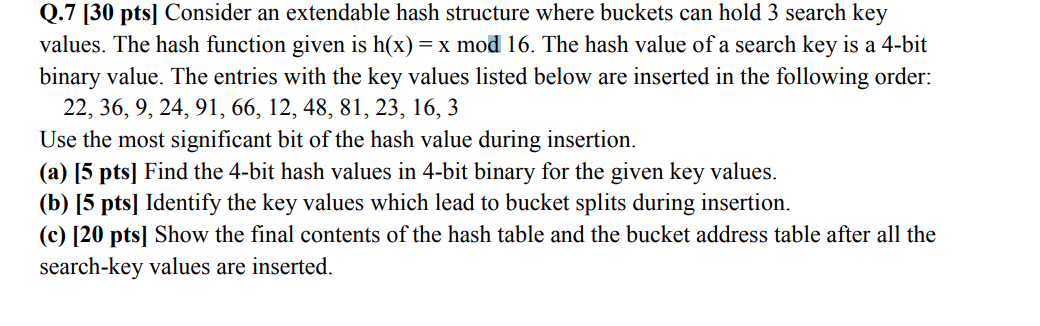 Q.7 [30 pts] Consider an extendable hash structure where buckets can hold 3 search key
values. The hash function given is h(x) = x mod 16. The hash value of a search key is a 4-bit
binary value. The entries with the key values listed below are inserted in the following order:
22, 36, 9, 24, 91, 66, 12, 48, 81, 23, 16, 3
Use the most significant bit of the hash value during insertion.
(a) [5 pts] Find the 4-bit hash values in 4-bit binary for the given key values.
(b) [5 pts] Identify the key values which lead to bucket splits during insertion.
(c) [20 pts] Show the final contents of the hash table and the bucket address table after all the
search-key values are inserted.